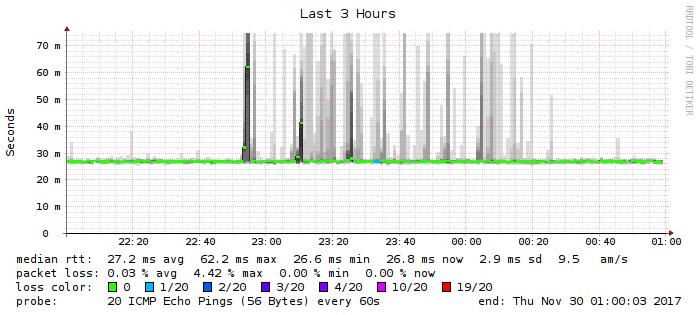 Last 3 Hours
RRDTOOL / TOBI OETIKER
Seconds
70 m
60 m
50 m
40 m
30 m
20 m
10 m
0
22:20 22:40 23:00 23:20 23:40 00:00 00:20 00:40 01:00
median rtt: 27.2 ms avg 62.2 ms max 26.6 ms min 26.8 ms now 2.9 ms sd 9.5 am/s
packet loss: 0.03 % avg 4.42 % max 0.00 % min 0.00 % now
loss color: 0 1/20 2/20 3/20 4/20 10/20 19/20
probe: 20 ICMP Echo Pings (56 Bytes) every 60s end: Thu Nov 30 01:00:03 2017